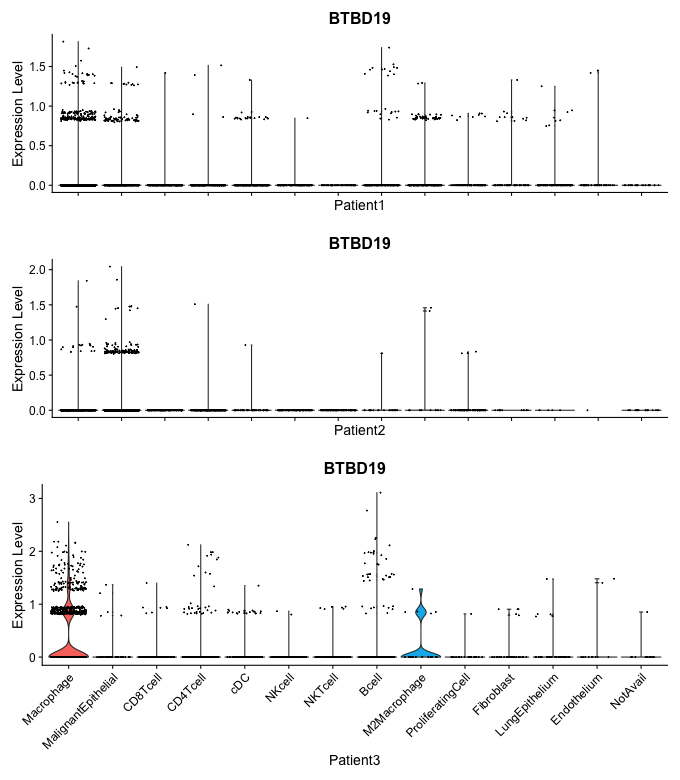 BTBD19
Expression Level
1.5
1.0
0.5
0.0
Patient1
BTBD19
Expression Level
2.0
1.5
1.0
0.5
0.0
Patient2
BTBD19
Expression Level
3
2
1
0
Macrophage
MalignantEpithelial
CD8Tcell
CD4Tcell
cDC
NKcell
NKTcell
Bcell
M2Macrophage
ProliferatingCell
Fibroblast
LungEpithelium
Endothelium
NotAvail
Patient3